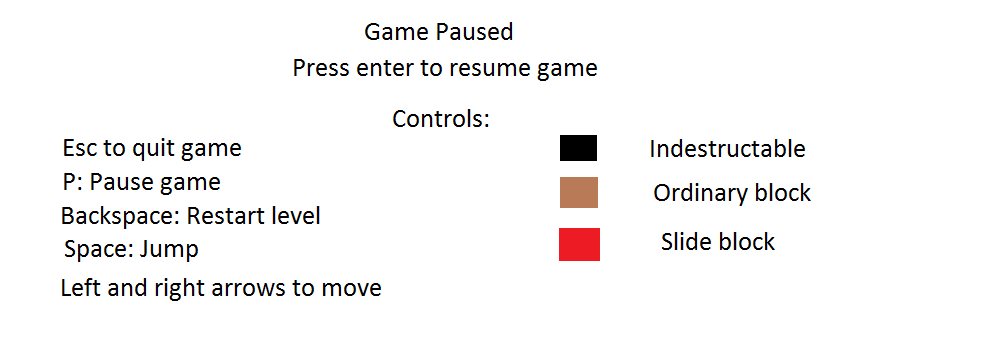 Game Paused
Press enter to resume game
Controls:
Esc to quit game
P: Pause game
Backspace: Restart level
Space: Jump
Left and right arrows to move
Indestructable
Ordinary block
Slide block